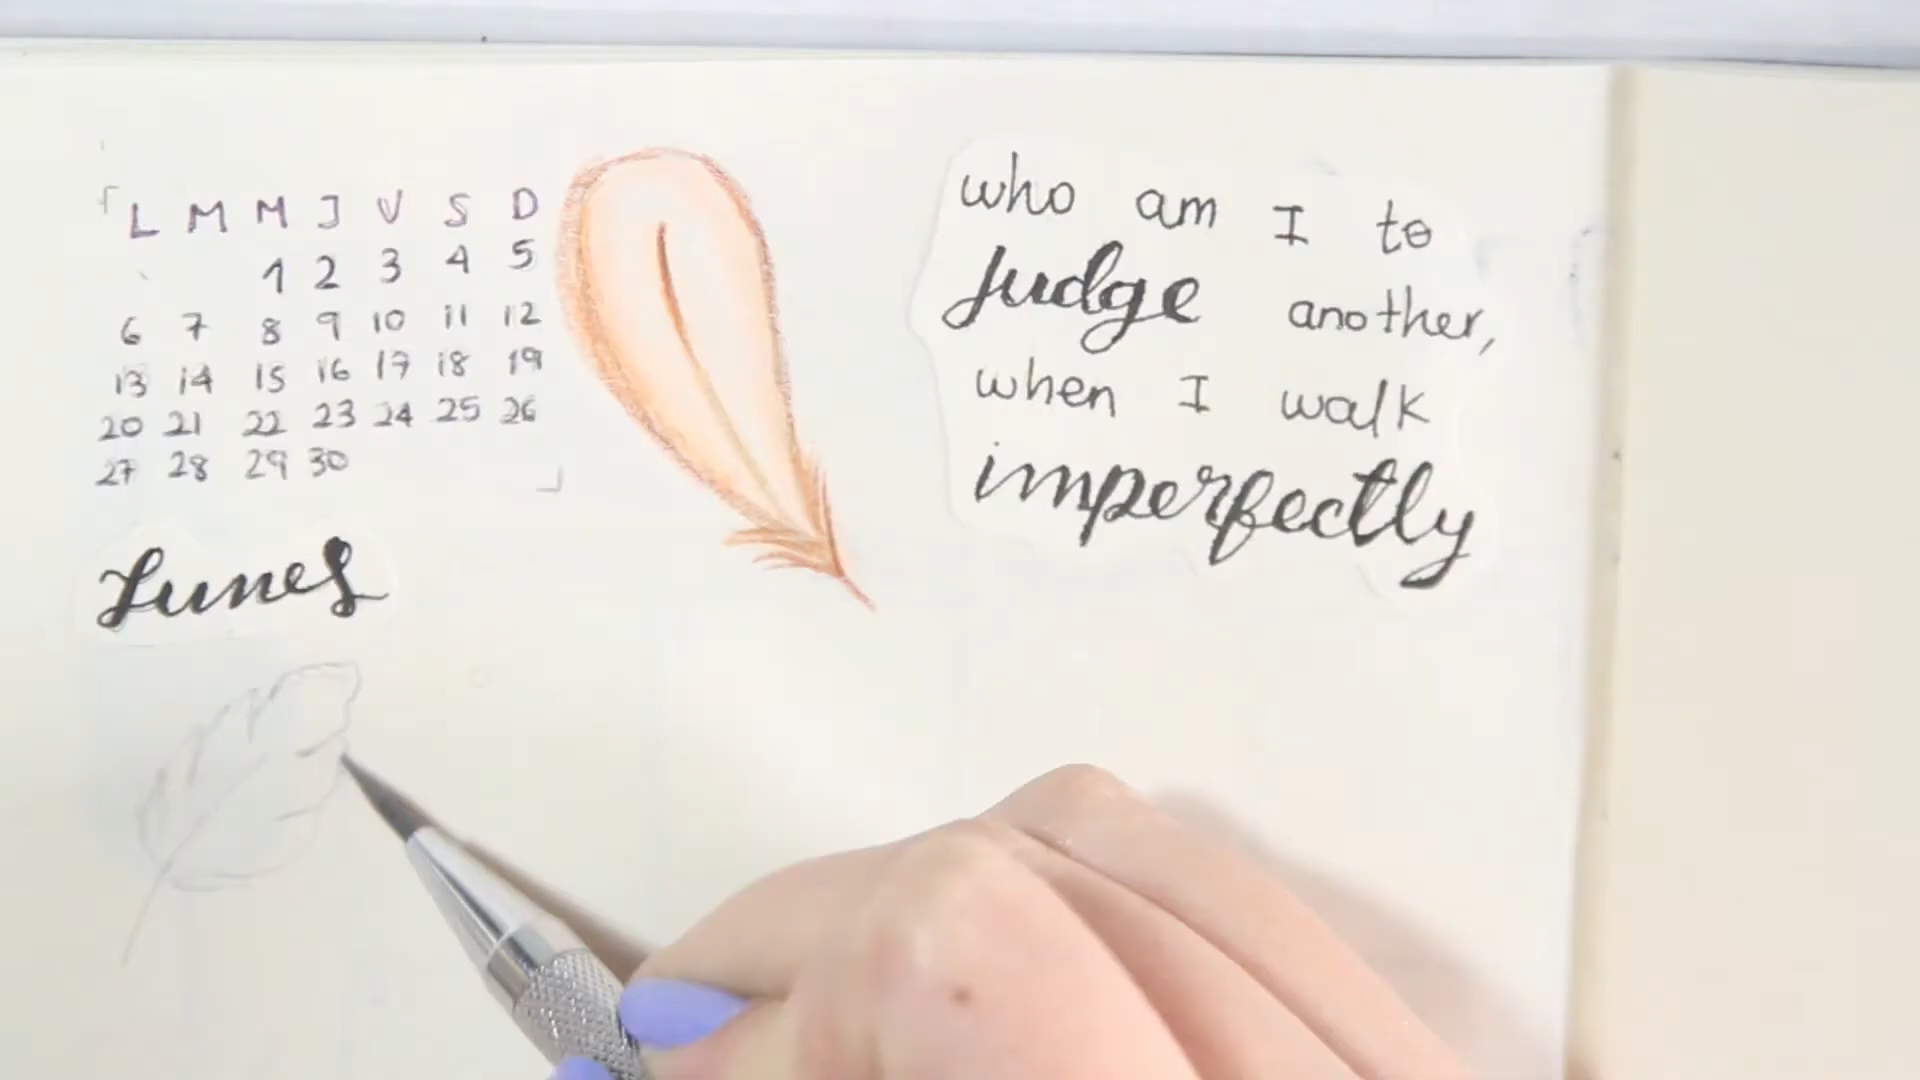 L M M J V S D
1 2 3 4 5
6 7 8 9 10 11 12
13 14 15 16 17 18 19
20 21 22 23 24 25 26
27 28 29 30
Lunes
who am I to
judge another,
when I walk
imperfectly